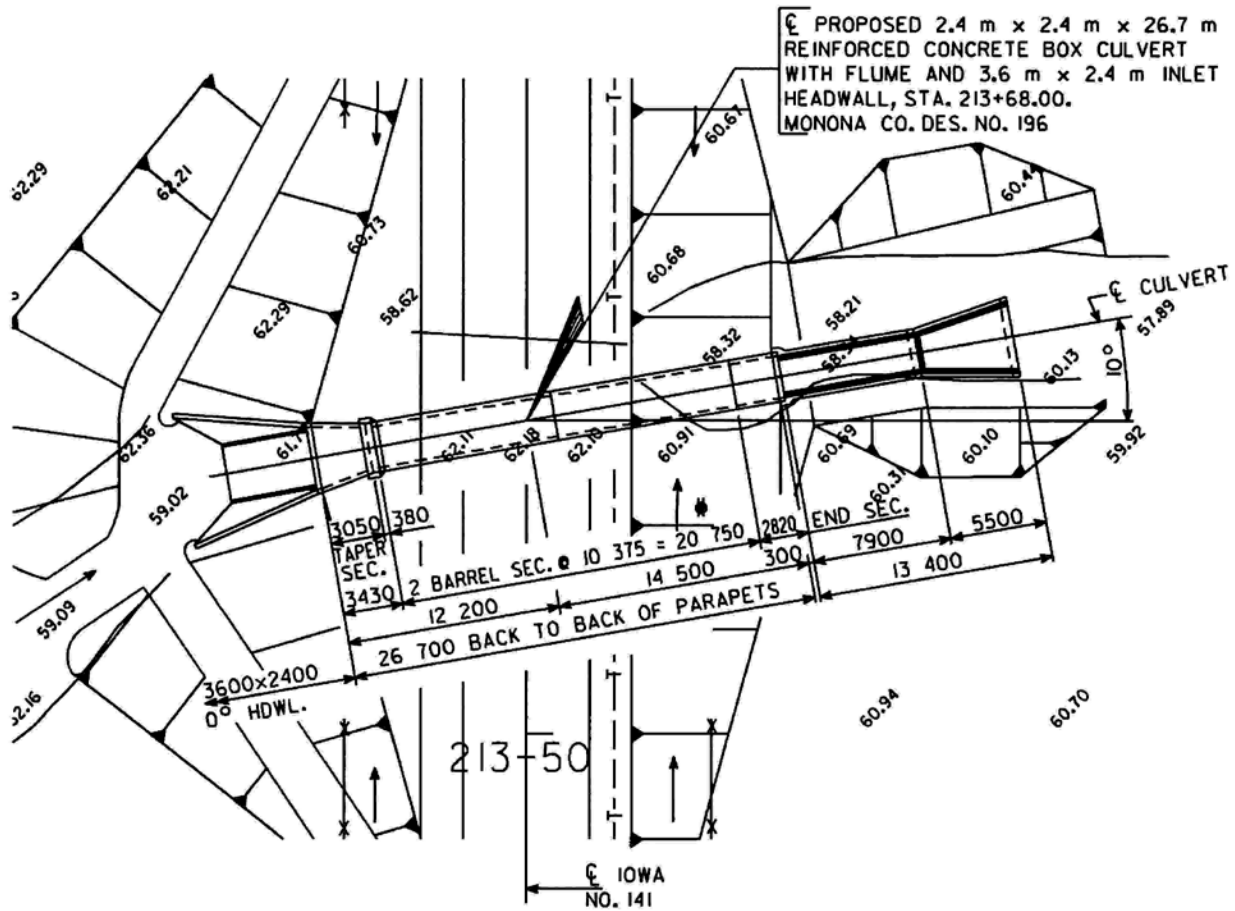 ℄ PROPOSED 2.4 m x 2.4 m x 26.7 m
REINFORCED CONCRETE BOX CULVERT
WITH FLUME AND 3.6 m x 2.4 m INLET
HEADWALL, STA. 213+68.00.
MONONA CO. DES. NO. 196
62.29
62.21
60.73
62.29
58.62
60.67
60.68
60.44
58.32
58.21
℄ CULVERT
57.89
10°
60.13
62.36
59.02
62.11
62.18
62.10
60.91
60.69
60.31
60.10
59.92
59.09
3050
380
TAPER
SEC.
3430
2 BARREL SEC. @ 10 375 = 20 750
2820
END SEC.
7900
5500
12 200
14 500
300
13 400
26 700 BACK TO BACK OF PARAPETS
3600x2400
0° HDWL.
60.94
60.70
213+50
℄ IOWA
NO. 141